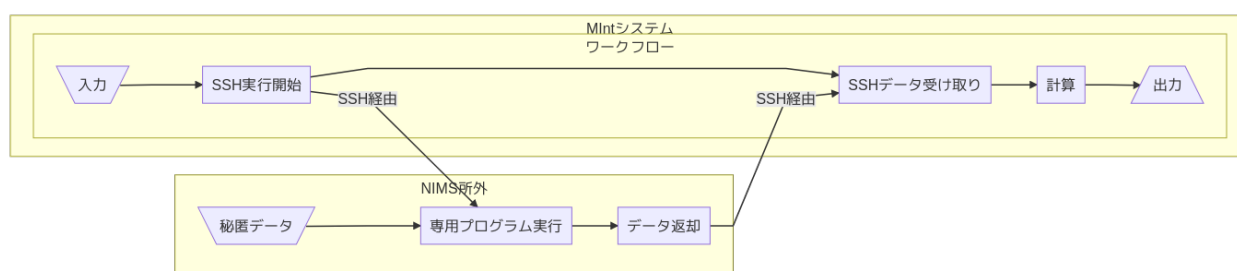 MIntシステム
ワークフロー
入力
SSH実行開始
SSHデータ受け取り
計算
出力
SSH経由
SSH経由
NIMS所外
秘匿データ
専用プログラム実行
データ返却